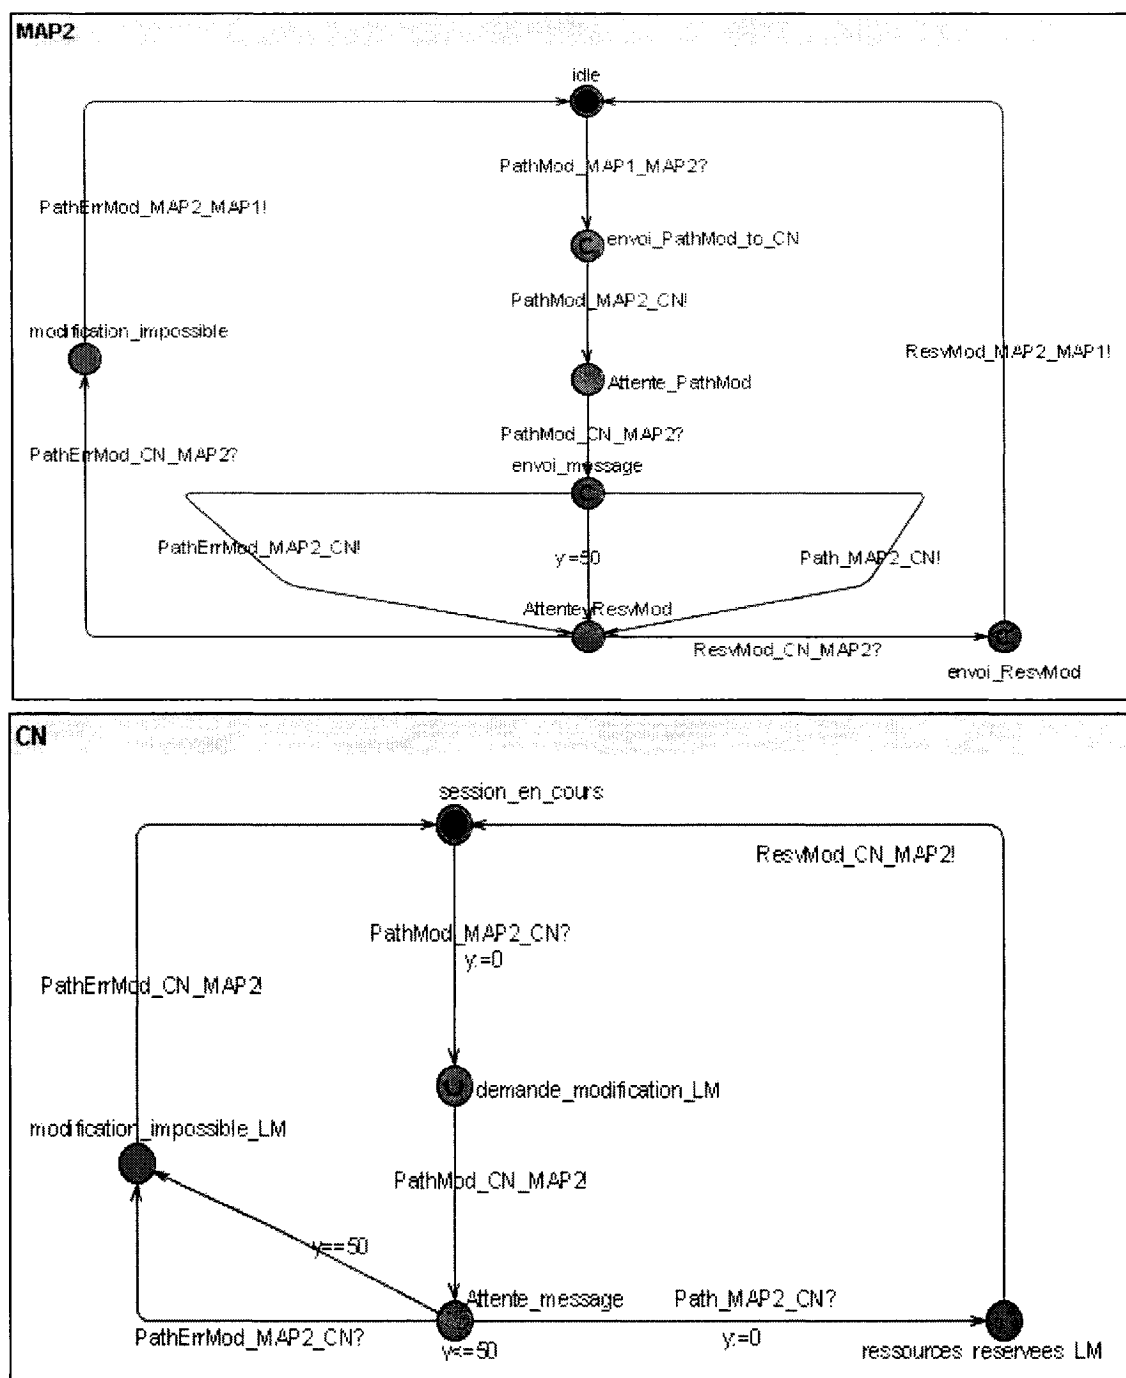 MAP2
idle
PathMod_MAP1_MAP2?
PathErrMod_MAP2_MAP1!
envoi_PathMod_to_CN
PathMod_MAP2_CN!
modification_impossible
ResvMod_MAP2_MAP1!
Attente_PathMod
PathMod_CN_MAP2?
PathErrMod_CN_MAP2?
envoi_message
C
PathErrMod_MAP2_CN!
y:=50
Path_MAP2_CN!
Attente_ResvMod
ResvMod_CN_MAP2?
envoi_ResvMod
CN
session_en_cours
ResvMod_CN_MAP2!
PathMod_MAP2_CN?
y:=0
PathErrMod_CN_MAP2!
demande_modification_LM
modification_impossible_LM
PathMod_CN_MAP2!
y==50
Attente_message
Path_MAP2_CN?
PathErrMod_MAP2_CN?
y<=50
y:=0
ressources_reservees_LM